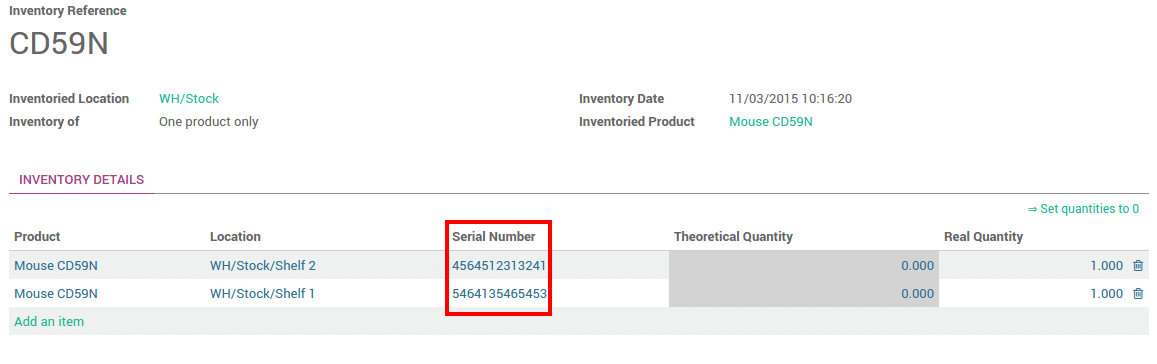 Inventory Reference
CD59N
Inventoried Location WH/Stock Inventory Date 11/03/2015 10:16:20
Inventory of One product only Inventoried Product Mouse CD59N
INVENTORY DETAILS
⇒ Set quantities to 0
Product Location Serial Number Theoretical Quantity Real Quantity
Mouse CD59N WH/Stock/Shelf 2 4564512313241 0.000 1.000
Mouse CD59N WH/Stock/Shelf 1 5464135465453 0.000 1.000
Add an item